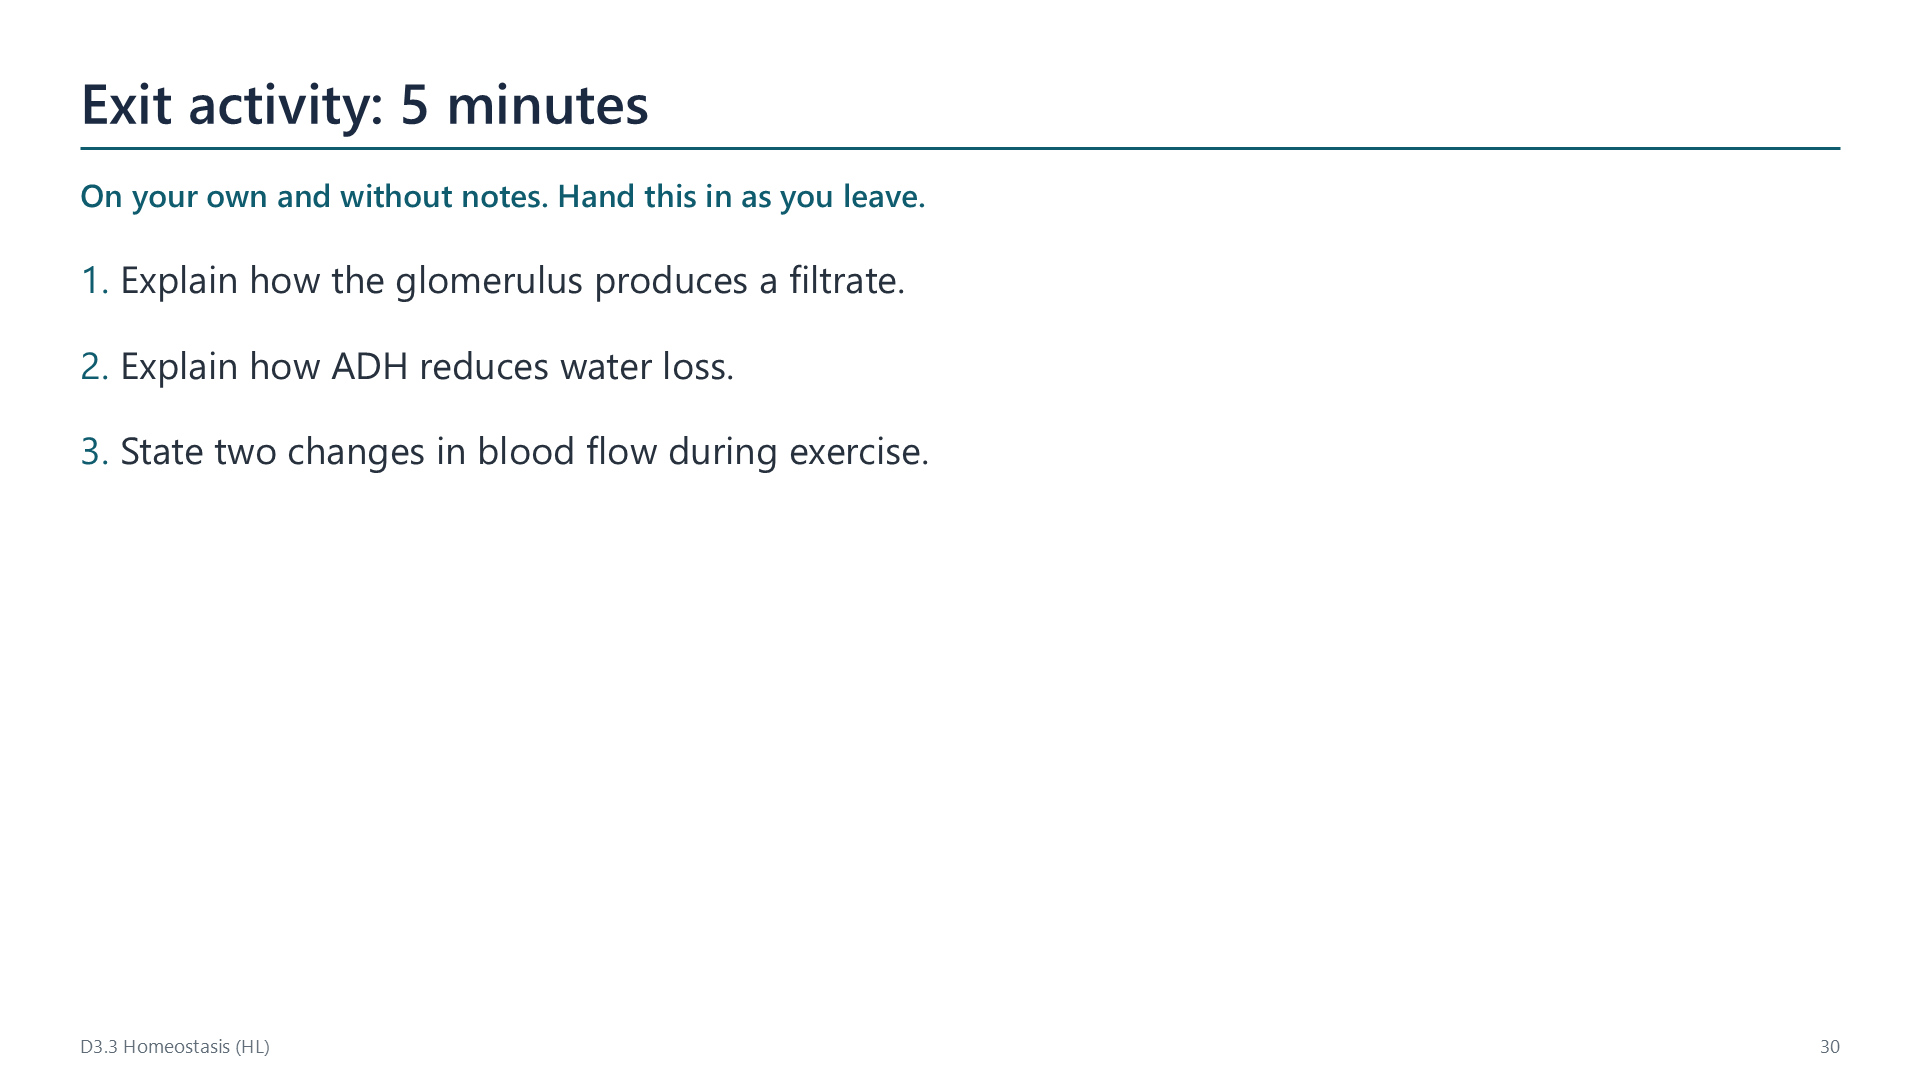 Exit activity: 5 minutes
On your own and without notes. Hand this in as you leave.
1. Explain how the glomerulus produces a filtrate.
2. Explain how ADH reduces water loss.
3. State two changes in blood flow during exercise.
D3.3 Homeostasis (HL)
30